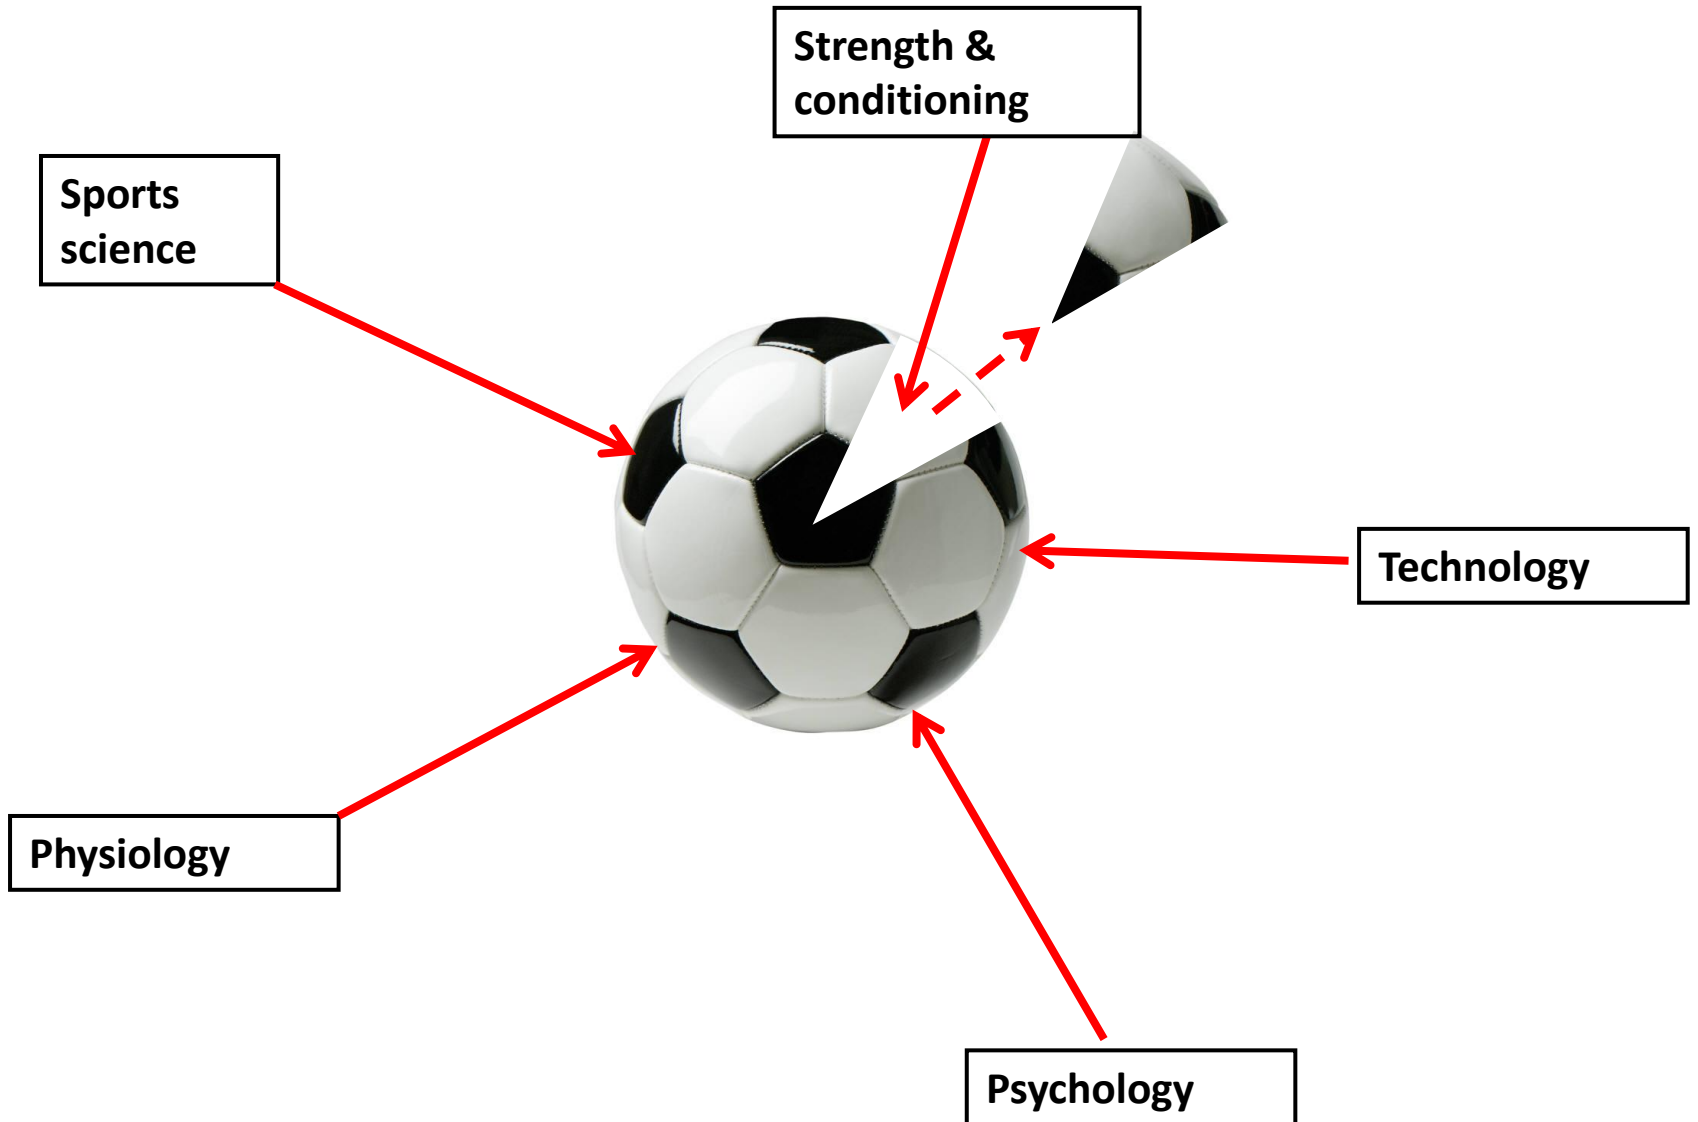 Strength &
conditioning
Sports
science
Technology
Physiology
Psychology